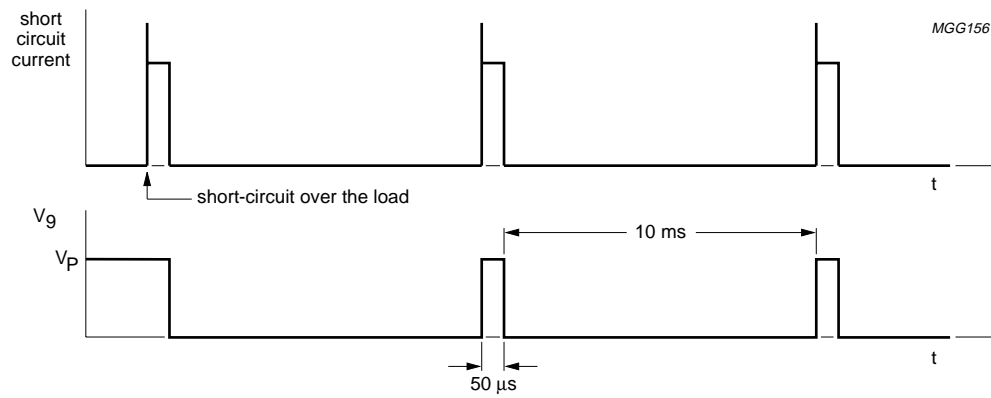 short
circuit
current
MGG156
t
short-circuit over the load
V9
VP
10 ms
t
50 µs